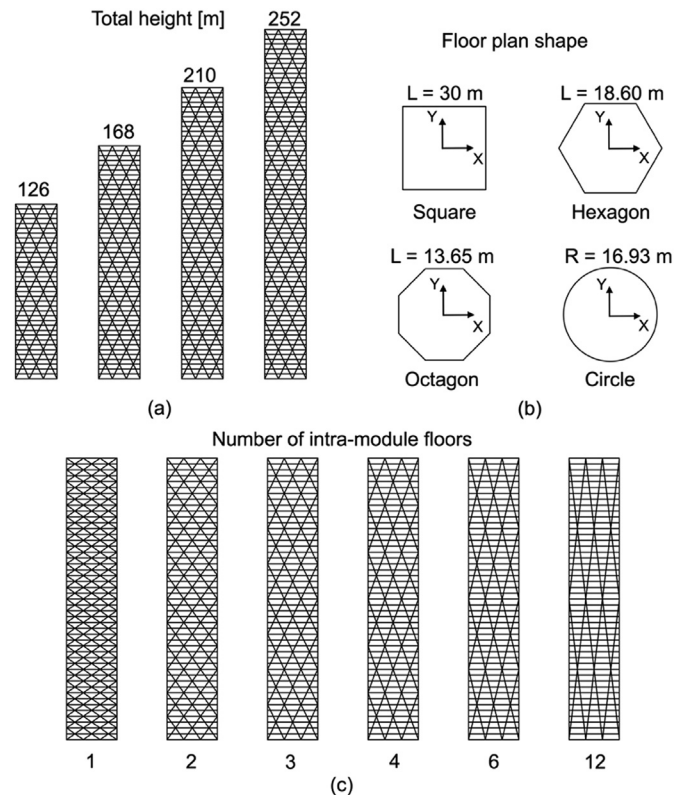 Total height [m]
126
168
210
252
(a)
Floor plan shape
L = 30 m
Y
X
Square
L = 18.60 m
Y
X
Hexagon
L = 13.65 m
Y
X
Octagon
R = 16.93 m
Y
X
Circle
(b)
Number of intra-module floors
1
2
3
4
6
12
(c)